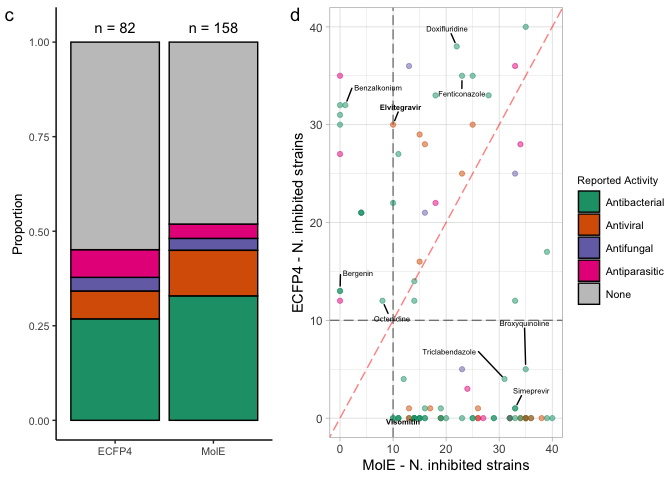 c
n = 82
n = 158
1.00
0.75
0.50
0.25
0.00
Proportion
ECFP4
MolE
d
40
30
20
10
0
ECFP4 - N. inhibited strains
Doxifluridine
Benzalkonium
Fenticonazole
Elvitegravir
Bergenin
Octenidine
Broxyquinoline
Triclabendazole
Simeprevir
Visomitin
0
10
20
30
40
MolE - N. inhibited strains
Reported Activity
Antibacterial
Antiviral
Antifungal
Antiparasitic
None